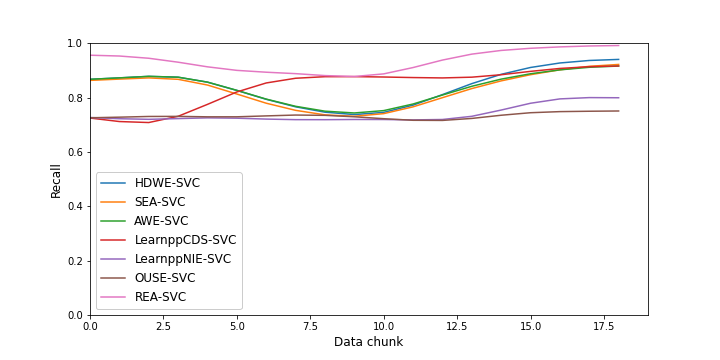 1.0
0.8
0.6
0.4
0.2
0.0
Recall
HDWE-SVC
SEA-SVC
AWE-SVC
LearnppCDS-SVC
LearnppNIE-SVC
OUSE-SVC
REA-SVC
0.0 2.5 5.0 7.5 10.0 12.5 15.0 17.5
Data chunk